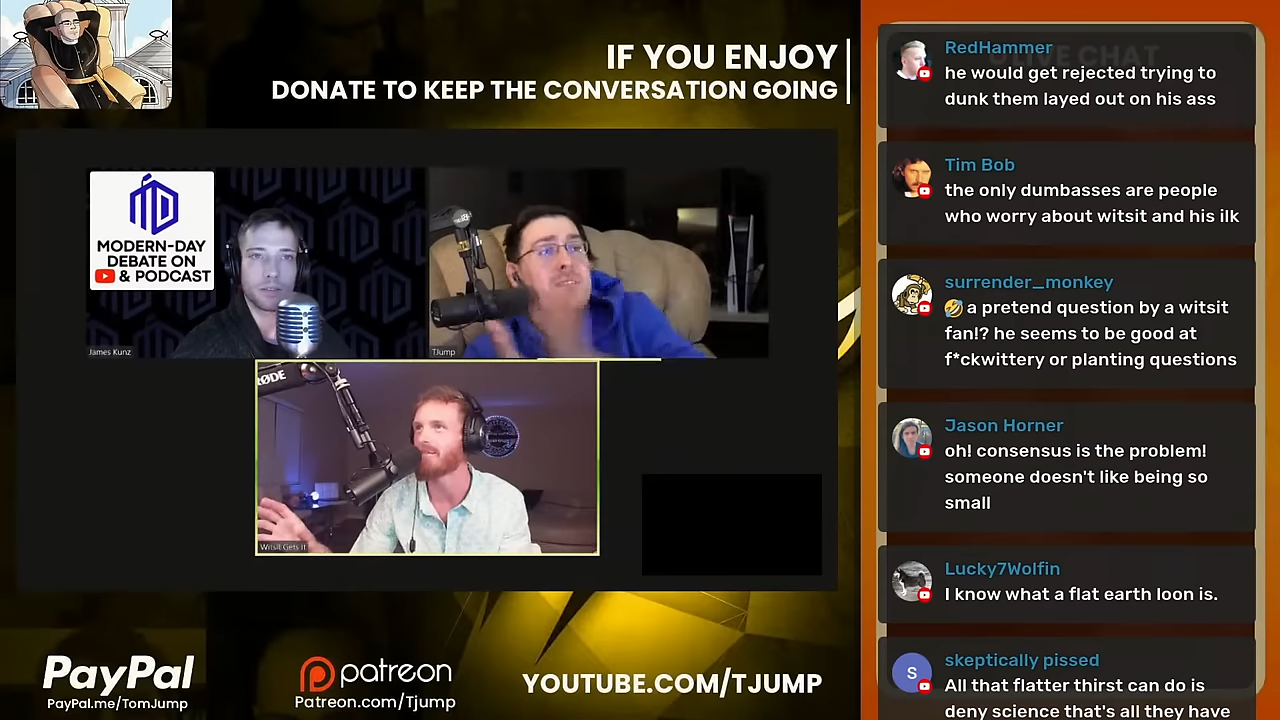 IF YOU ENJOY
DONATE TO KEEP THE CONVERSATION GOING
MODERN-DAY
DEBATE ON
& PODCAST
James Kunz
TJump
RØDE
Witsit Gets It
PayPal
PayPal.me/TomJump
patreon
Patreon.com/Tjump
YOUTUBE.COM/TJUMP
LIVE CHAT
RedHammer
he would get rejected trying to
dunk them layed out on his ass
Tim Bob
the only dumbasses are people
who worry about witsit and his ilk
surrender_monkey
🤣 a pretend question by a witsit
fan!? he seems to be good at
f*ckwittery or planting questions
Jason Horner
oh! consensus is the problem!
someone doesn't like being so
small
Lucky7Wolfin
I know what a flat earth loon is.
S
skeptically pissed
All that flatter thirst can do is
deny science that's all they have